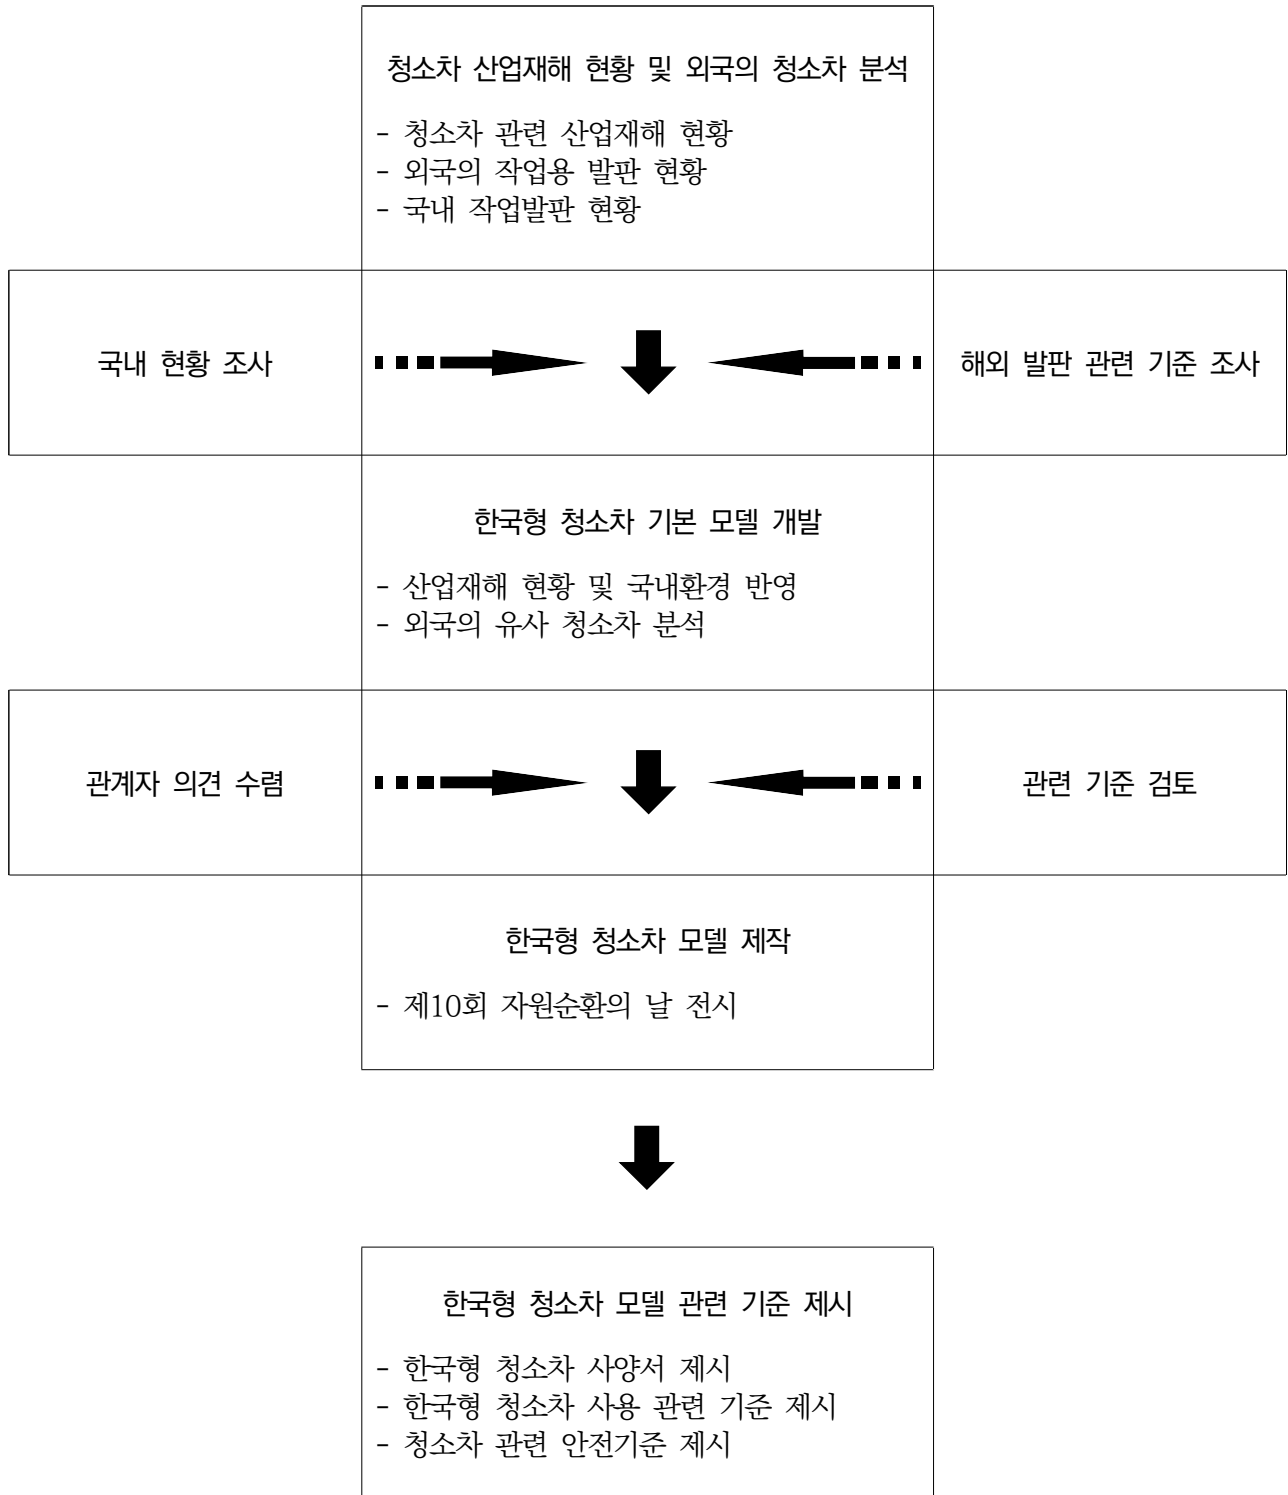 청소차 산업재해 현황 및 외국의 청소차 분석
- 청소차 관련 산업재해 현황
- 외국의 작업용 발판 현황
- 국내 작업발판 현황
국내 현황 조사
해외 발판 관련 기준 조사
한국형 청소차 기본 모델 개발
- 산업재해 현황 및 국내환경 반영
- 외국의 유사 청소차 분석
관계자 의견 수렴
관련 기준 검토
한국형 청소차 모델 제작
- 제10회 자원순환의 날 전시
한국형 청소차 모델 관련 기준 제시
- 한국형 청소차 사양서 제시
- 한국형 청소차 사용 관련 기준 제시
- 청소차 관련 안전기준 제시